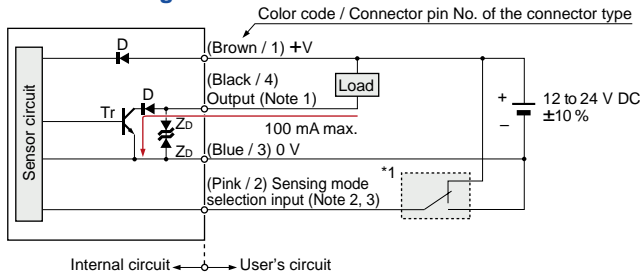 Color code / Connector pin No. of the connector type
D
(Brown / 1) +V
(Black / 4)
Output (Note 1)
Load
+
–
12 to 24 V DC
±10 %
Sensor circuit
Tr
D
ZD
100 mA max.
ZD
(Blue / 3) 0 V
*1
(Pink / 2) Sensing mode
selection input (Note 2, 3)
Internal circuit
User's circuit